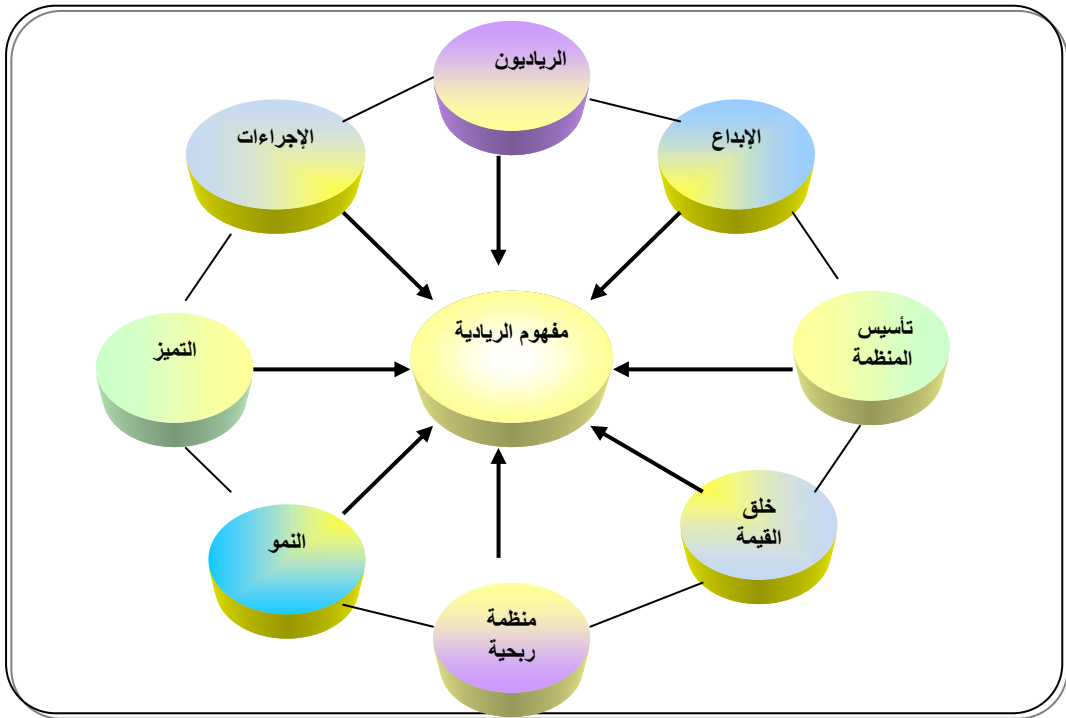 الرياديون
الإبداع
الإجراءات
تأسيس
المنظمة
مفهوم الريادية
التميز
خلق
القيمة
النمو
منظمة
ربحية